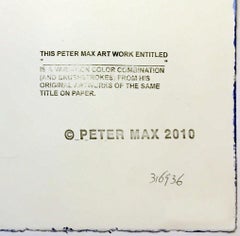 THIS PETER MAX ART WORK ENTITLED
"
IS A VARIATION COLOR COMBINATION
(AND BRUSHSTROKES) FROM HIS
ORIGINAL ARTWORKS OF THE SAME
TITLE ON PAPER.
© PETER MAX 2010
316936